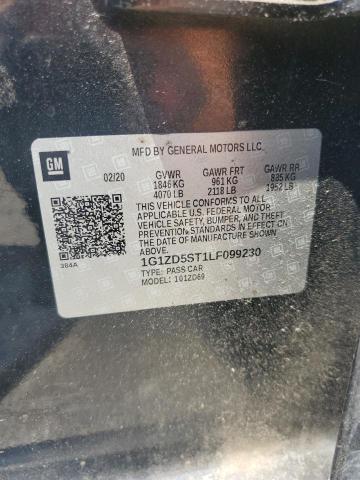 MFD BY GENERAL MOTORS LLC.
GM
02/20 GVWR GAWR FRT GAWR RR
1846 KG 961 KG 885 KG
4070 LB 2118 LB 1952 LB
THIS VEHICLE CONFORMS TO ALL
APPLICABLE U.S. FEDERAL MOTOR
VEHICLE SAFETY, BUMPER, AND THEFT
PREVENTION STANDARDS IN EFFECT ON
THE DATE OF MANUFACTURE SHOWN
ABOVE.
384A
1G1ZD5ST1LF099230
TYPE: PASS CAR
MODEL: 101ZD69